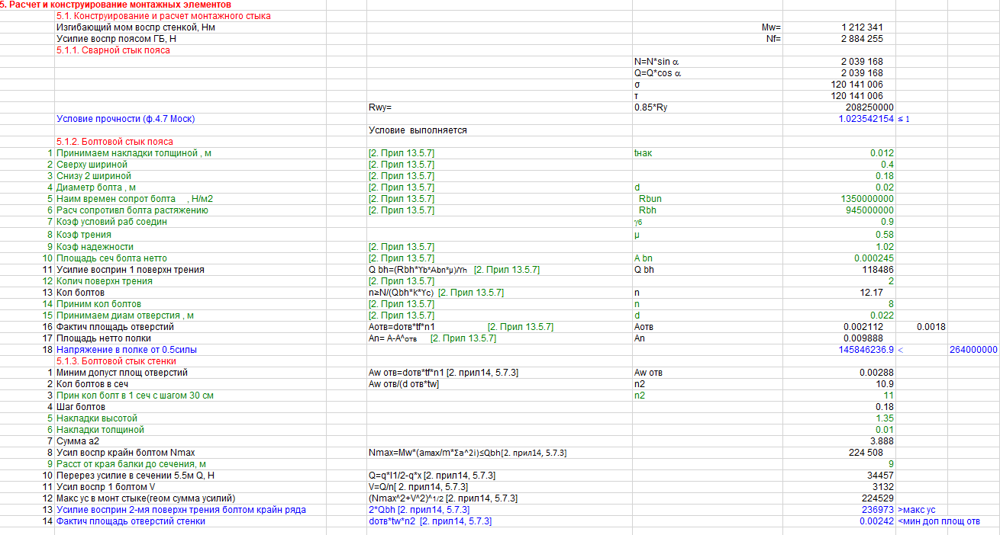 5. Расчет и конструирование монтажных элементов
5.1. Конструирование и расчет монтажного стыка
Изгибающий мом воспр стенкой, Нм Mw= 1 212 341
Усилие воспр поясом ГБ, Н Nf= 2 884 255
5.1.1. Сварной стык пояса
N=N*sin α 2 039 168
Q=Q*cos α 2 039 168
σ 120 141 006
τ 120 141 006
Rwy= 0.85*Ry 208250000
Условие прочности (ф.4.7 Моск) 1.023542154 ≤ 1
Условие выполняется
5.1.2. Болтовой стык пояса
1 Принимаем накладки толщиной , м [2. Прил 13.5.7] tнак 0.012
2 Сверху шириной [2. Прил 13.5.7] 0.4
3 Снизу 2 шириной [2. Прил 13.5.7] 0.18
4 Диаметр болта , м [2. Прил 13.5.7] d 0.02
5 Наим времен сопрот болта , Н/м2 [2. Прил 13.5.7] Rbun 1350000000
6 Расч сопротивл болта растяжению [2. Прил 13.5.7] Rbh 945000000
7 Коэф условий раб соедин γб 0.9
8 Коэф трения μ 0.58
9 Коэф надежности [2. Прил 13.5.7] 1.02
10 Площадь сеч болта нетто [2. Прил 13.5.7] A bn 0.000245
11 Усилие восприн 1 поверхн трения Q bh=(Rbh*Yb*Abn*μ)/Yh [2. Прил 13.5.7] Q bh 118486
12 Колич поверхн трения [2. Прил 13.5.7] 2
13 Кол болтов n≥N/(Qbh*k*Yc) [2. Прил 13.5.7] n 12.17
14 Приним кол болтов [2. Прил 13.5.7] n 8
15 Принимаем диам отверстия , м [2. Прил 13.5.7] d 0.022
16 Фактич площадь отверстий Aотв=dотв*tf*n1 [2. Прил 13.5.7] Aотв 0.002112 0.0018
17 Площадь нетто полки An= A-A^отв [2. Прил 13.5.7] An 0.009888
18 Напряжение в полке от 0.5силы 145846236.9 < 264000000
5.1.3. Болтовой стык стенки
1 Миним допуст площ отверстий Aw отв=dотв*tf*n1 [2. прил14, 5.7.3] Aw отв 0.00288
2 Кол болтов в сеч Aw отв/(d отв*tw] n2 10.9
3 Прин кол болт в 1 сеч с шагом 30 см n2 11
4 Шаг болтов 0.18
5 Накладки высотой 1.35
6 Накладки толщиной 0.01
7 Сумма а2 3.888
8 Усил воспр крайн болтом Nmax Nmax=Mw*(amax/m*Σa^2i)≤Qbh[2. прил14, 5.7.3] 224 508
9 Расст от края балки до сечения, м 9
10 Перерез усилие в сечении 5.5м Q, Н Q=q*l1/2-q*x [2. прил14, 5.7.3] 34457
11 Усил воспр 1 болтом V V=Q/n[ 2. прил14, 5.7.3] 3132
12 Макс ус в монт стыке(геом сумма усилий) (Nmax^2+V^2)^1/2 [2. прил14, 5.7.3] 224529
13 Усилие восприн 2-мя поверхн трения болтом крайн ряда 2*Qbh [2. прил14, 5.7.3] 236973 >макс ус
14 Фактич площадь отверстий стенки dотв*tw*n2 [2. прил14, 5.7.3] 0.00242 <мин доп площ отв